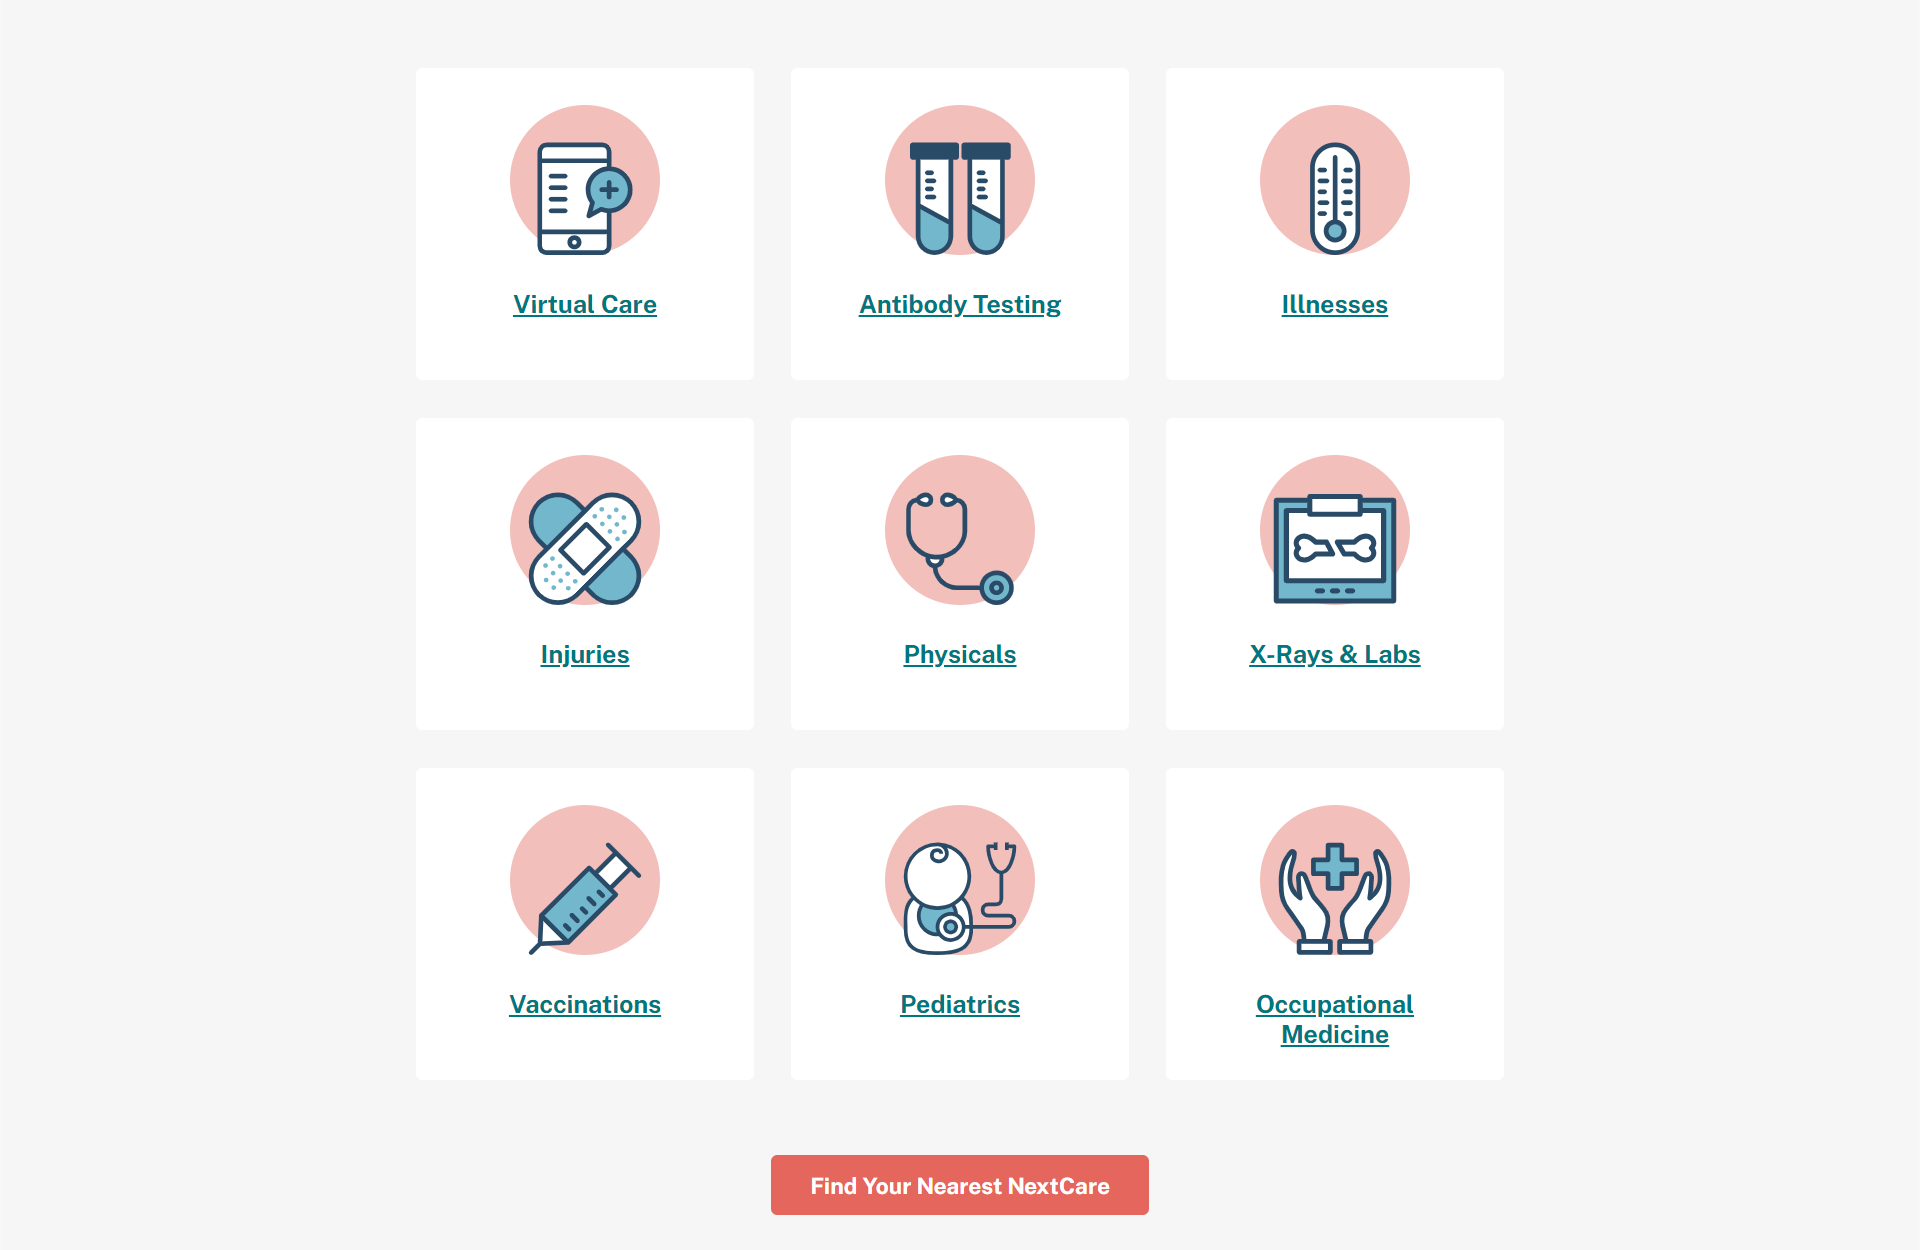 Virtual Care
Antibody Testing
Illnesses
Injuries
Physicals
X-Rays & Labs
Vaccinations
Pediatrics
Occupational
Medicine
Find Your Nearest NextCare